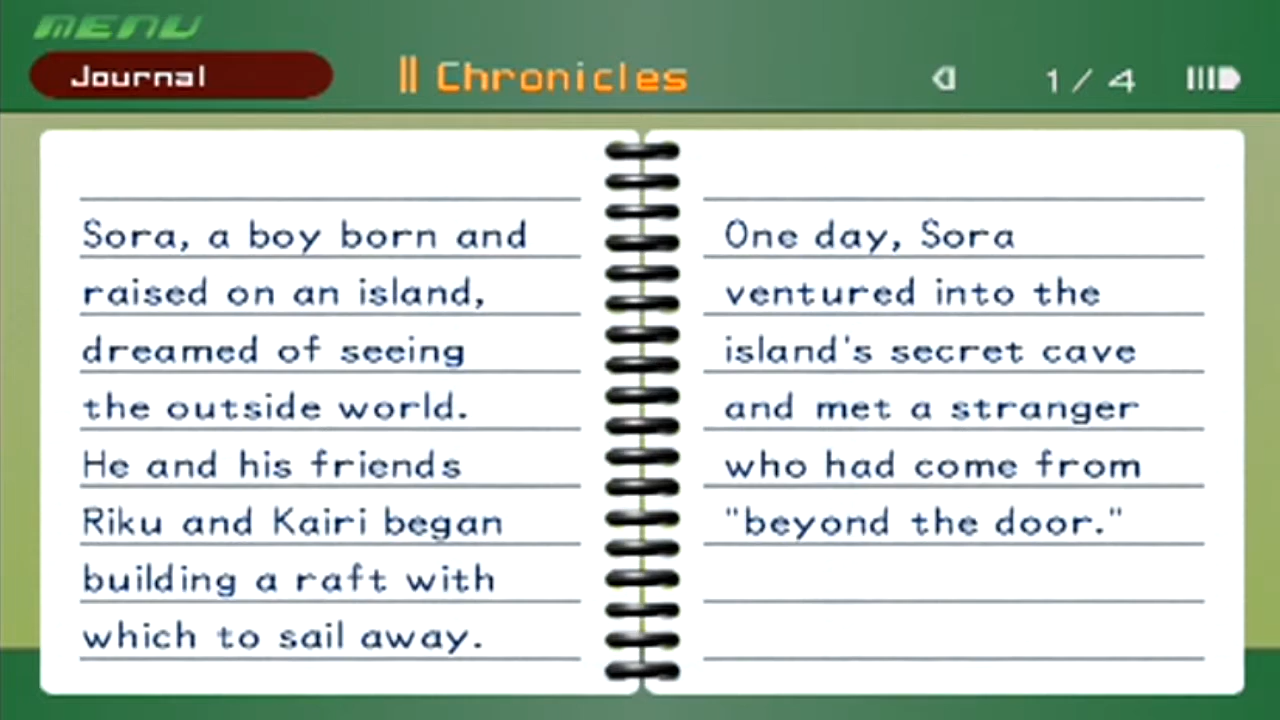 MENU
Journal
Chronicles
1 / 4
Sora, a boy born and
raised on an island,
dreamed of seeing
the outside world.
He and his friends
Riku and Kairi began
building a raft with
which to sail away.
One day, Sora
ventured into the
island's secret cave
and met a stranger
who had come from
"beyond the door."